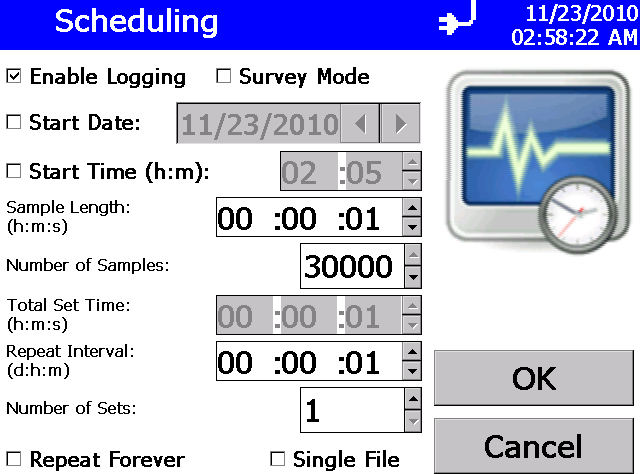 Scheduling
11/23/2010
02:58:22 AM
Enable Logging Survey Mode
Start Date: 11/23/2010
Start Time (h:m): 02 :05
Sample Length:
(h:m:s)
00 :00 :01
Number of Samples: 30000
Total Set Time:
(h:m:s)
00 :00 :01
Repeat Interval:
(d:h:m)
00 :00 :01
Number of Sets: 1
OK
Cancel
Repeat Forever Single File